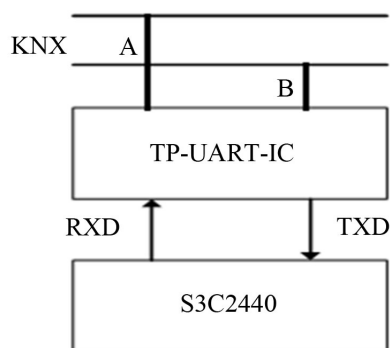 KNX
A
B
TP-UART-IC
RXD
TXD
S3C2440